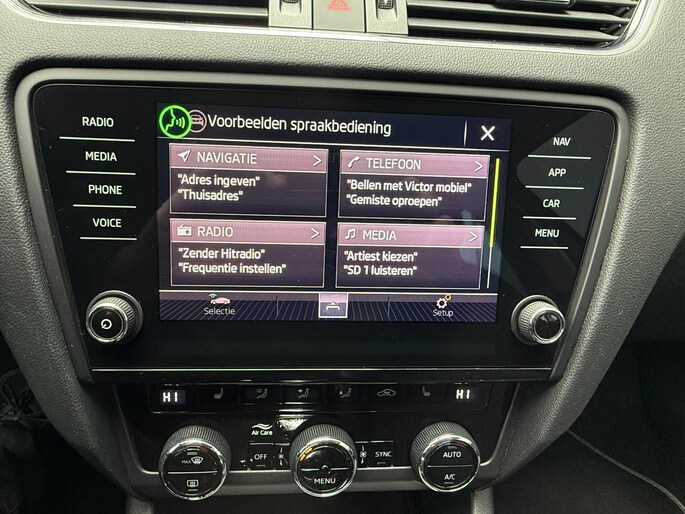 RADIO
MEDIA
PHONE
VOICE
Voorbeelden spraakbediening
NAVIGATIE
"Adres ingeven"
"Thuisadres"
TELEFOON
"Bellen met Victor mobiel"
"Gemiste oproepen"
RADIO
"Zender Hitradio"
"Frequentie instellen"
MEDIA
"Artiest kiezen"
"SD 1 luisteren"
Selectie
Setup
NAV
APP
CAR
MENU
HI
HI
Air Care
MAX
OFF
MENU
SYNC
AUTO
A/C